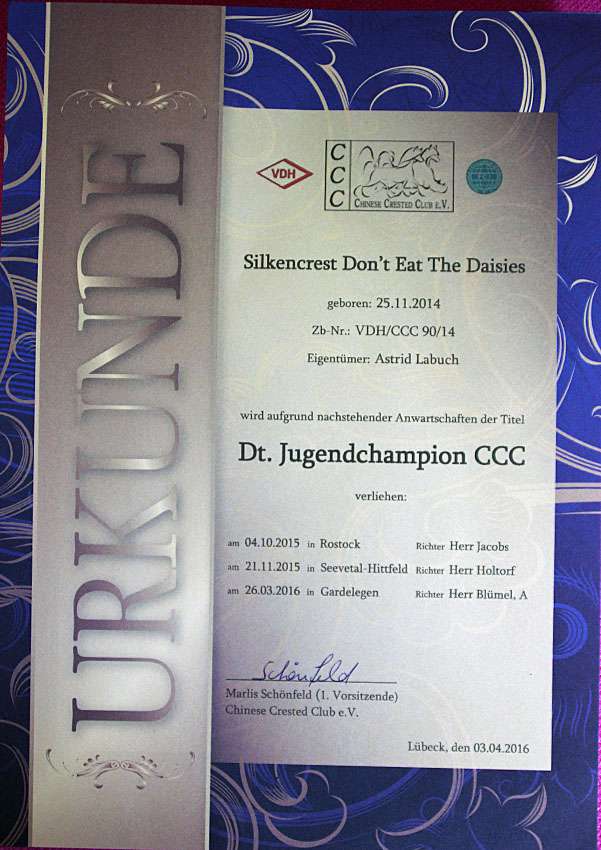 URKUNDE
VDH
CCC
CHINESE CRESTED CLUB E.V.
Silkencrest Don't Eat The Daisies
geboren: 25.11.2014
Zb-Nr.: VDH/CCC 90/14
Eigentümer: Astrid Labuch
wird aufgrund nachstehender Anwartschaften der Titel
Dt. Jugendchampion CCC
verliehen:
am 04.10.2015 in Rostock Richter Herr Jacobs
am 21.11.2015 in Seevetal-Hittfeld Richter Herr Holtorf
am 26.03.2016 in Gardelegen Richter Herr Blümel, A
Schönfeld
Marlis Schönfeld (1. Vorsitzende)
Chinese Crested Club e.V.
Lübeck, den 03.04.2016